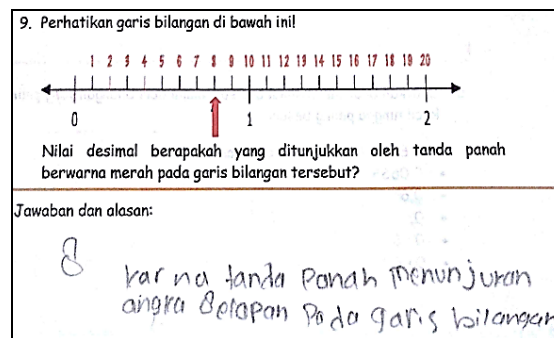 9. Perhatikan garis bilangan di bawah ini!
1 2 3 4 5 6 7 8 9 10 11 12 13 14 15 16 17 18 19 20
0 1 2
Nilai desimal berapakah yang ditunjukkan oleh tanda panah
berwarna merah pada garis bilangan tersebut?
Jawaban dan alasan:
8 karna tanda Panah menunjukan
angka delapan Pada garis bilangan